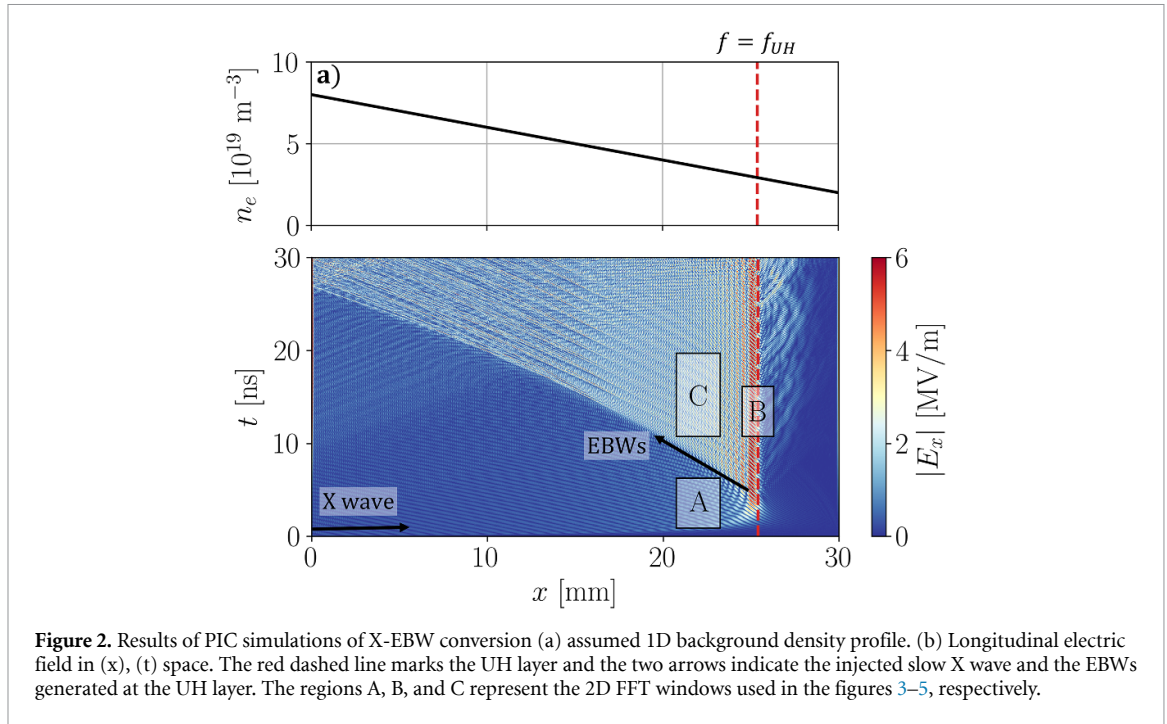 f = f_{UH}
a)
10
5
0
n_e [10^{19} m^{-3}]
30
20
10
0
t [ns]
X wave
EBWs
A
B
C
0
10
20
30
x [mm]
6
4
2
0
|E_x| [MV/m]
Figure 2. Results of PIC simulations of X-EBW conversion (a) assumed 1D background density profile. (b) Longitudinal electric
field in (x), (t) space. The red dashed line marks the UH layer and the two arrows indicate the injected slow X wave and the EBWs
generated at the UH layer. The regions A, B, and C represent the 2D FFT windows used in the figures 3–5, respectively.